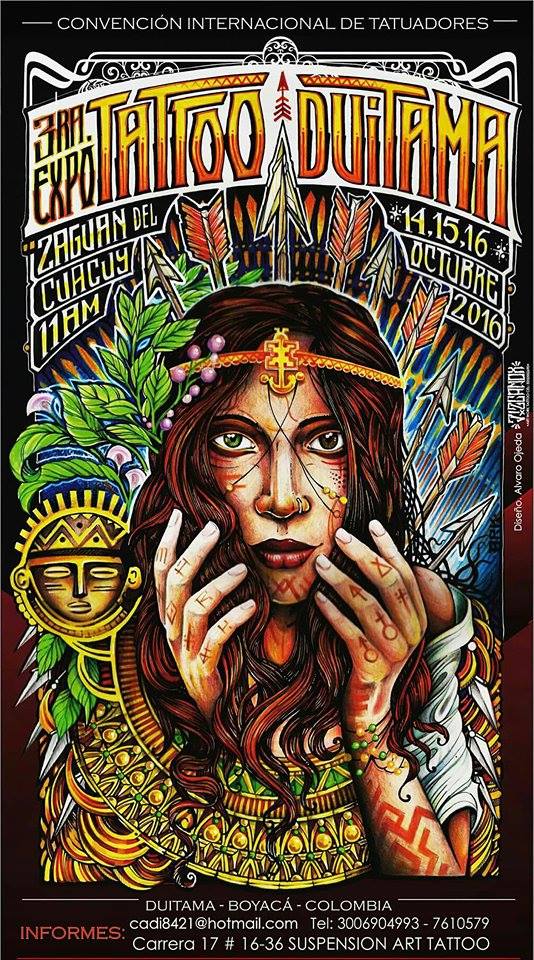 CONVENCIÓN INTERNACIONAL DE TATUADORES
3RA. EXPO TATTOO DUITAMA
"ZAGUAN DEL
CUACUY
11AM
14,15,16
OCTUBRE
2016
Diseño. Alvaro Ojeda
DUITAMA - BOYACÁ - COLOMBIA
INFORMES:
cadi8421@hotmail.com Tel: 3006904993 - 7610579
Carrera 17 # 16-36 SUSPENSION ART TATTOO